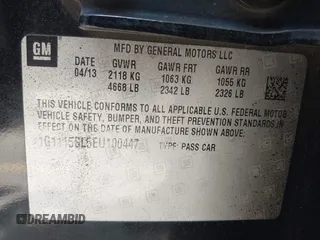 GM
MFD BY GENERAL MOTORS LLC
DATE GVWR GAWR FRT GAWR RR
04/13 2118 KG 1063 KG 1055 KG
4668 LB 2342 LB 2326 LB
THIS VEHICLE CONFORMS TO ALL APPLICABLE U.S. FEDERAL MOTOR
VEHICLE SAFETY, BUMPER, AND THEFT PREVENTION STANDARDS
IN EFFECT ON THE DATE OF MANUFACTURE SHOWN ABOVE.
TYPE: PASS CAR
BIDFAX